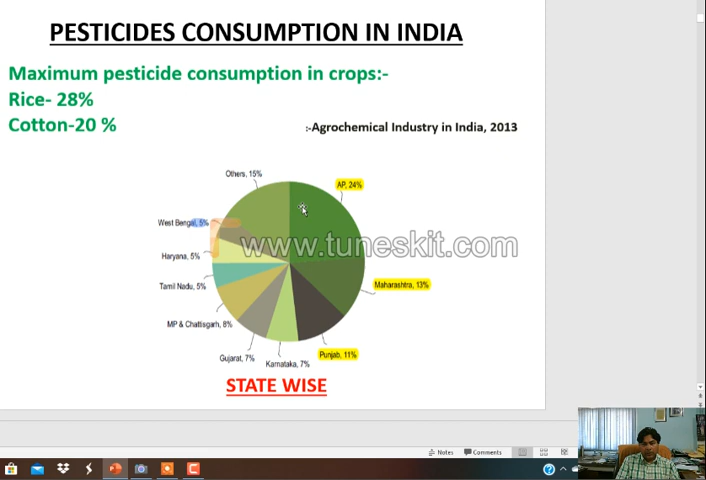 PESTICIDES CONSUMPTION IN INDIA
Maximum pesticide consumption in crops:-
Rice- 28%
Cotton-20 %
:-Agrochemical Industry in India, 2013
Others, 15%
AP, 24%
West Bengal, 5%
www.tuneskit.com
Haryana, 5%
Tamil Nadu, 5%
Maharashtra, 13%
MP & Chattisgarh, 8%
Gujarat, 7%
Karnataka, 7%
Punjab, 11%
STATE WISE
Notes
Comments